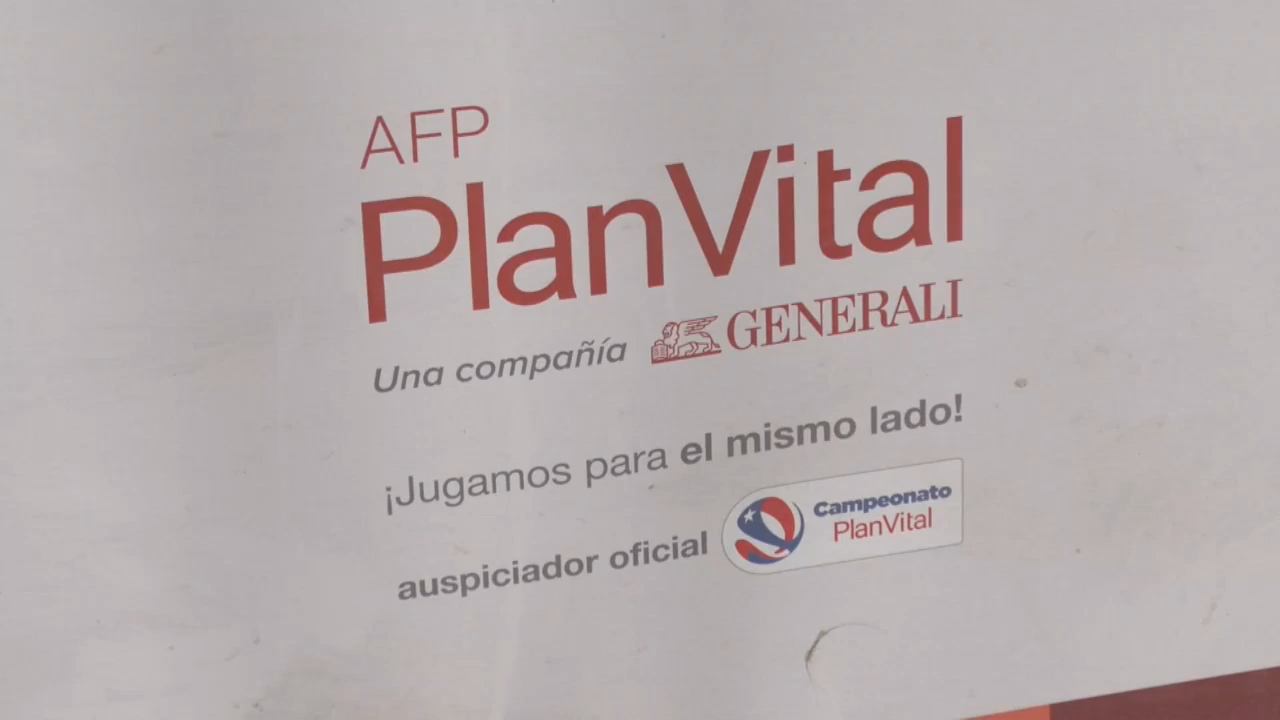 AFP
PlanVital
Una compañía GENERALI
¡Jugamos para el mismo lado!
auspiciador oficial Campeonato
PlanVital